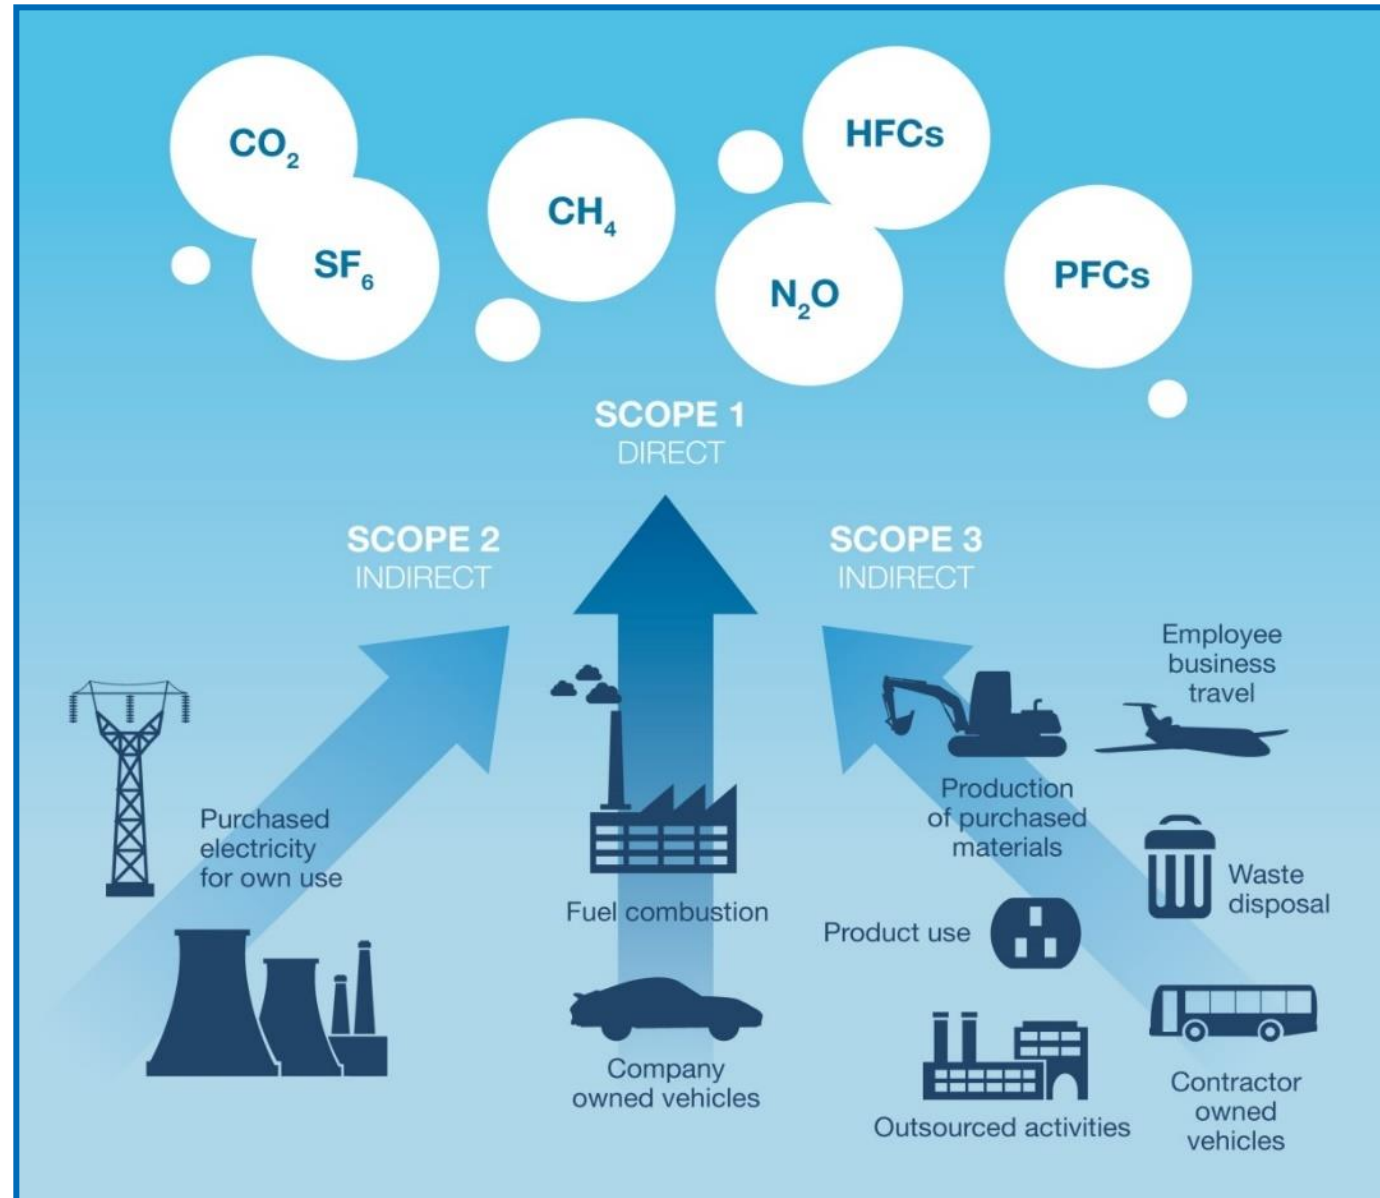 CO₂
SF₆
CH₄
HFCs
N₂O
PFCs
SCOPE 1
DIRECT
SCOPE 2
INDIRECT
SCOPE 3
INDIRECT
Purchased
electricity
for own use
Fuel combustion
Company
owned vehicles
Employee
business
travel
Production
of purchased
materials
Waste
disposal
Product use
Outsourced activities
Contractor
owned
vehicles